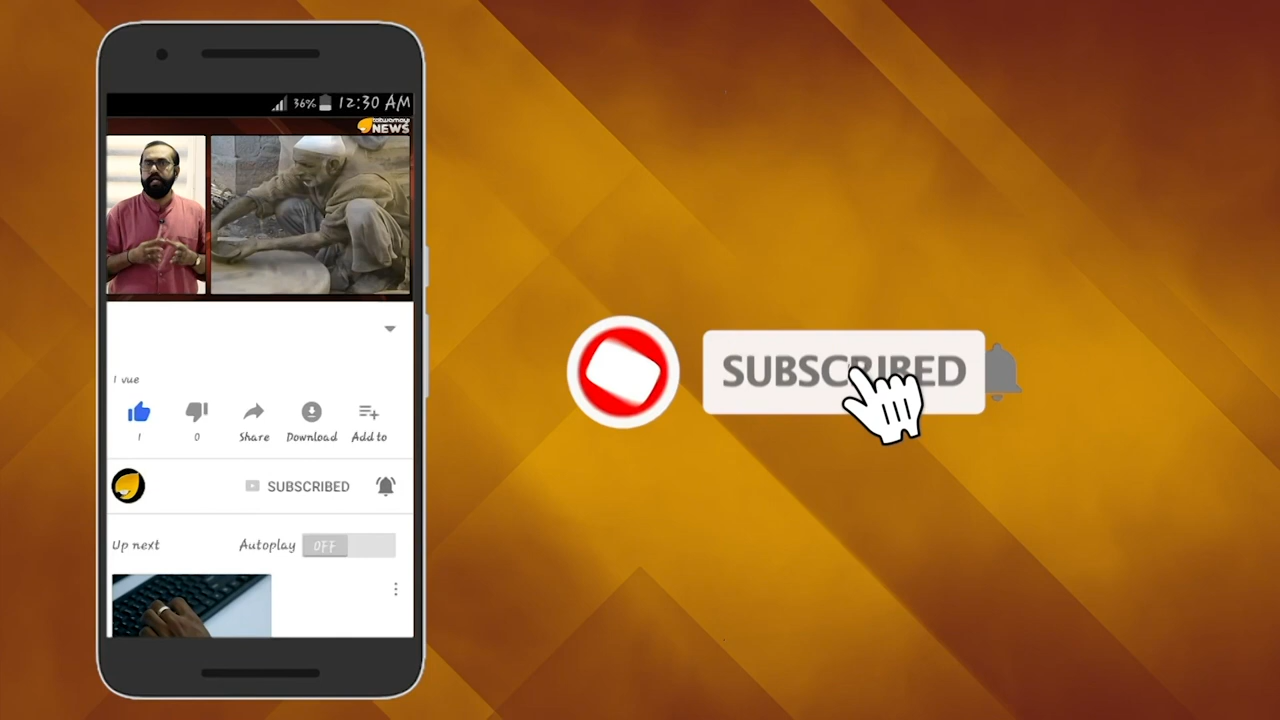 36% 12:30 AM
tatwamayi
NEWS
1 vue
1
0
Share
Download
Add to
SUBSCRIBED
Up next
Autoplay
OFF
SUBSCRIBED